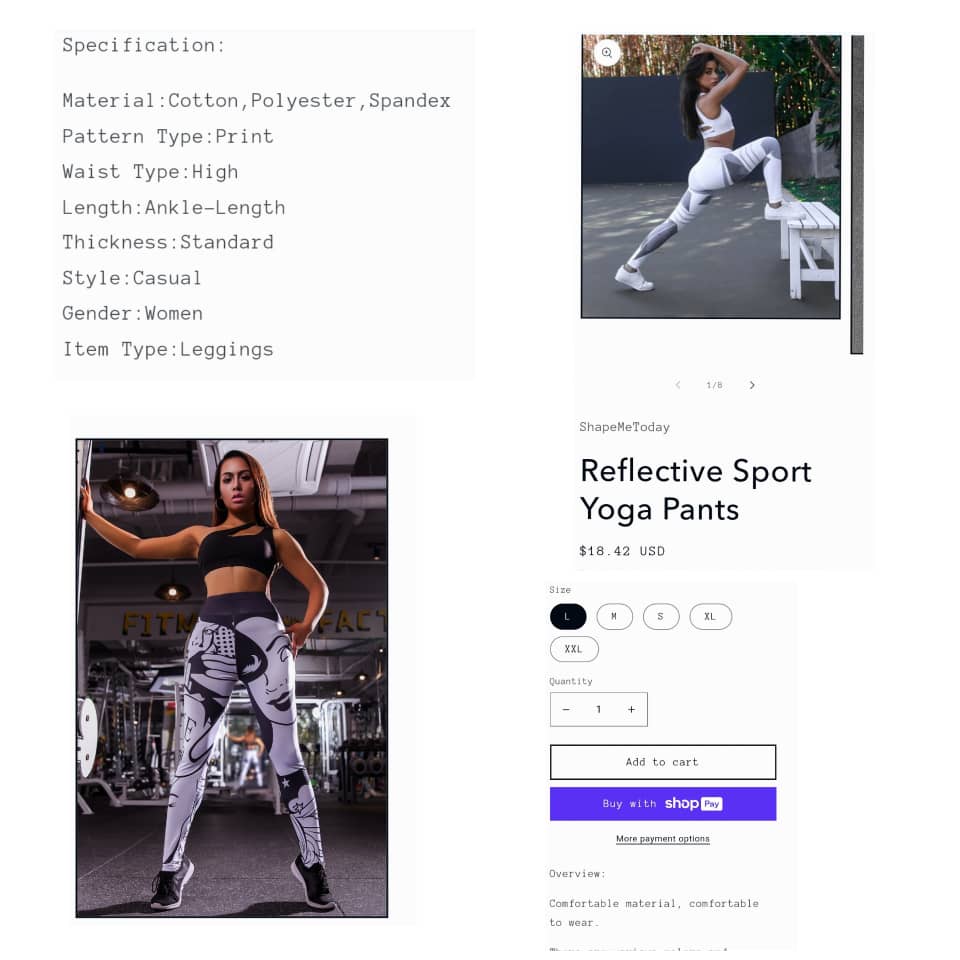 Specification:
Material:Cotton,Polyester,Spandex
Pattern Type:Print
Waist Type:High
Length:Ankle-Length
Thickness:Standard
Style:Casual
Gender:Women
Item Type:Leggings
1/8
ShapeMeToday
Reflective Sport
Yoga Pants
$18.42 USD
FITN FACT
Size
L M S XL
XXL
Quantity
− 1 +
Add to cart
Buy with shop Pay
More payment options
Overview:
Comfortable material, comfortable
to wear.